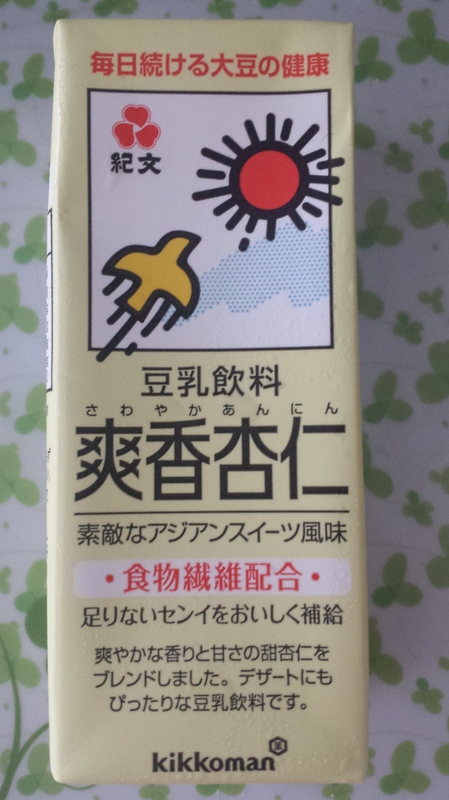 毎日続ける大豆の健康
紀文
豆乳飲料
さわやかあんにん
爽香杏仁
素敵なアジアンスイーツ風味
・食物繊維配合・
足りないセンイをおいしく補給
爽やかな香りと甘さの甜杏仁を
ブレンドしました。デザートにも
ぴったりな豆乳飲料です。
kikkoman